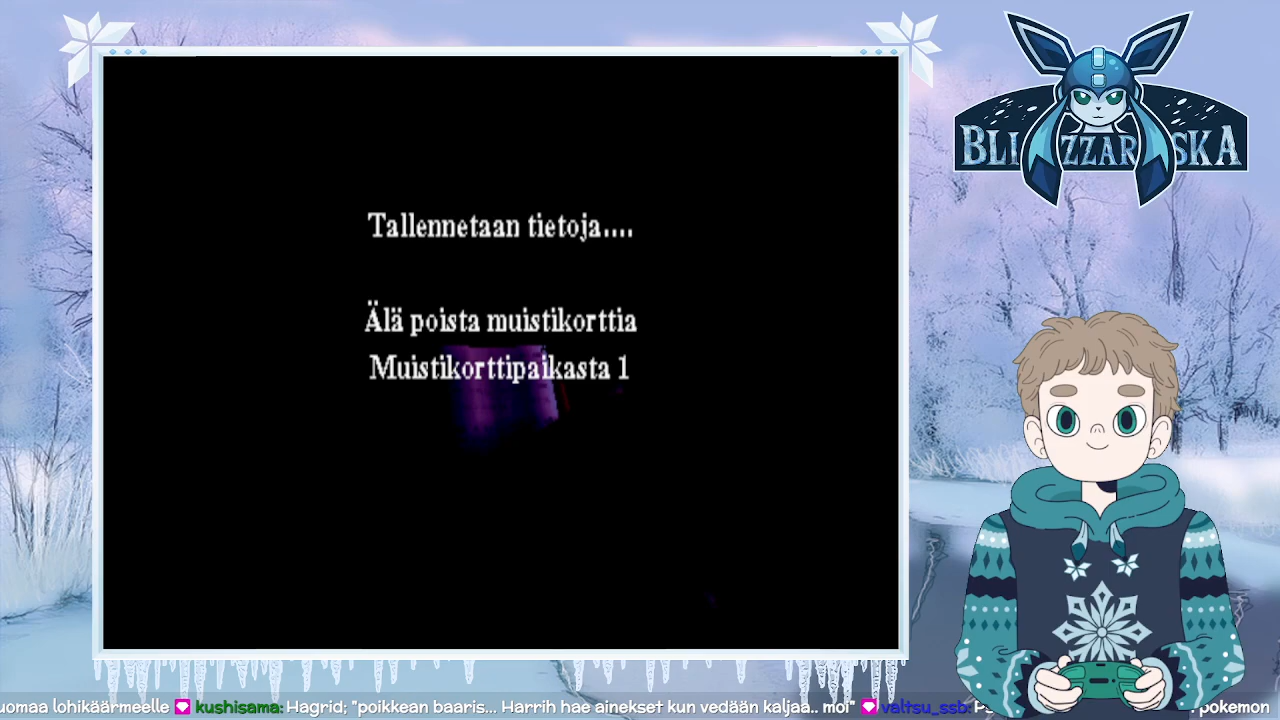 BLIZZARISKA
Tallennetaan tietoja....
Älä poista muistikorttia
Muistikorttipaikasta 1
uomaa lohikäärmeelle kushisama: Hagrid; "poikkean baaris... Harrih hae ainekset kun vedään kaljaa.. moi" valtsu_ssb: pokemon